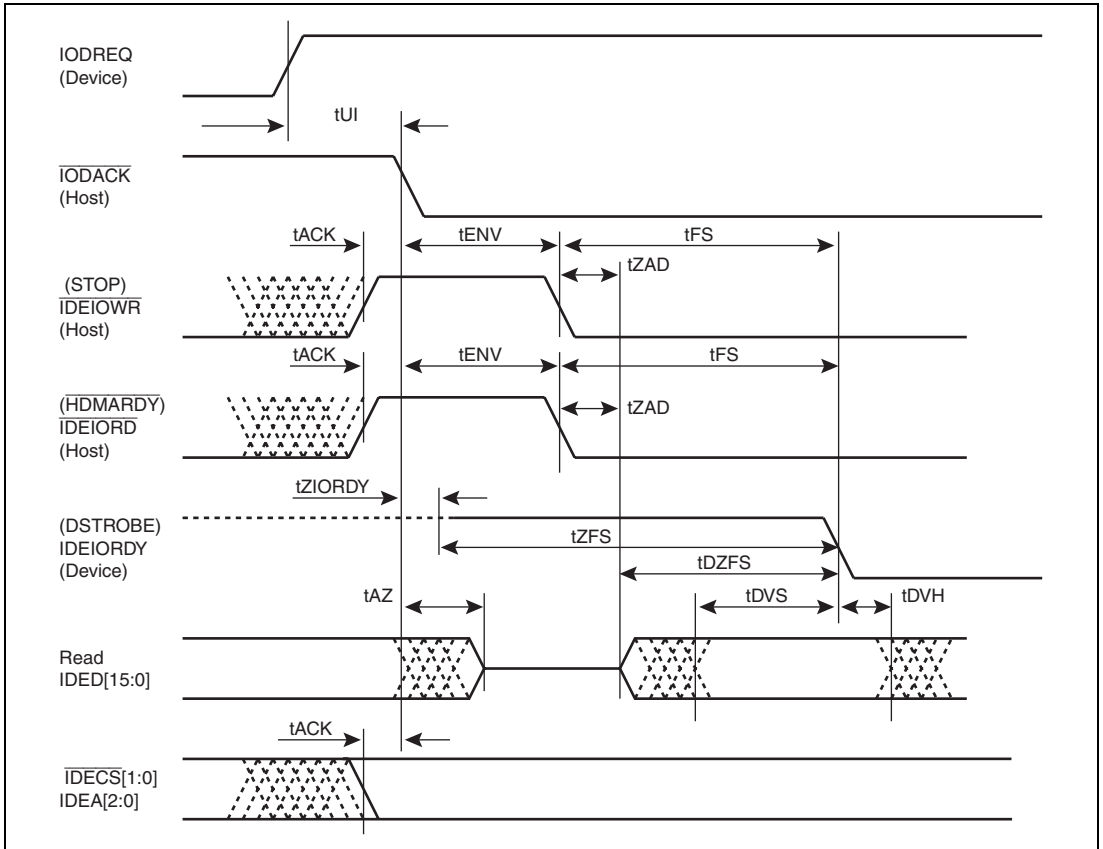 IODREQ
(Device)
tUI
IODACK
(Host)
tACK
tENV
tFS
tZAD
(STOP)
IDEIOWR
(Host)
tACK
tENV
tFS
tZAD
(HDMARDY)
IDEIORD
(Host)
tZIORDY
(DSTROBE)
IDEIORDY
(Device)
tZFS
tDZFS
tAZ
tDVS
tDVH
Read
IDED[15:0]
tACK
IDECS[1:0]
IDEA[2:0]